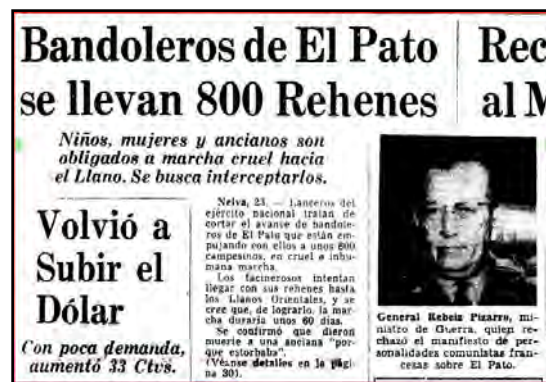 Bandoleros de El Pato
se llevan 800 Rehenes
Niños, mujeres y ancianos son
obligados a marcha cruel hacia
el Llano. Se busca interceptarlos.
Volvió a
Subir el
Dólar
Con poca demanda,
aumentó 33 Ctvs.
Neiva, 23. — Lanceros del
ejército nacional tratan de
cortar el avance de bandole-
ros de El Pato que están em-
pujando con ellos a unos 800
campesinos, en cruel e inhu-
mana marcha.
Los facinerosos intentan
llegar con sus rehenes hasta
los Llanos Orientales, y se
cree que, de lograrlo, la mar-
cha duraría unos 60 días.
Se confirmó que dieron
muerte a una anciana "por-
que estorbaba".
(Véanse detalles en la pági-
na 30).
Rec
al M
General Rebeiz Pizarro, mi-
nistro de Guerra, quien re-
chazó el manifiesto de per-
sonalidades comunistas fran-
cesas sobre El Pato.